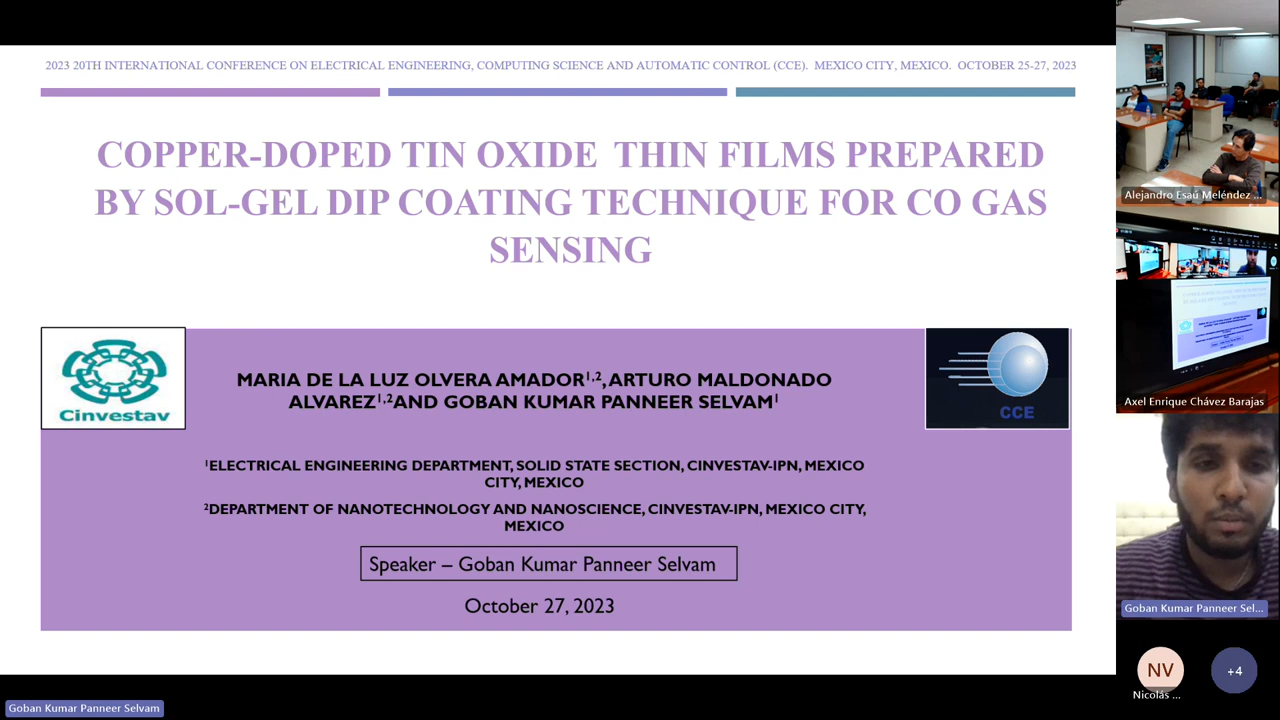 2023 20TH INTERNATIONAL CONFERENCE ON ELECTRICAL ENGINEERING, COMPUTING SCIENCE AND AUTOMATIC CONTROL (CCE). MEXICO CITY, MEXICO. OCTOBER 25-27, 2023
COPPER-DOPED TIN OXIDE THIN FILMS PREPARED
BY SOL-GEL DIP COATING TECHNIQUE FOR CO GAS
SENSING
Cinvestav
MARIA DE LA LUZ OLVERA AMADOR1,2, ARTURO MALDONADO
ALVAREZ1,2AND GOBAN KUMAR PANNEER SELVAM1
CCE
1ELECTRICAL ENGINEERING DEPARTMENT, SOLID STATE SECTION, CINVESTAV-IPN, MEXICO
CITY, MEXICO
2DEPARTMENT OF NANOTECHNOLOGY AND NANOSCIENCE, CINVESTAV-IPN, MEXICO CITY,
MEXICO
Speaker – Goban Kumar Panneer Selvam
October 27, 2023
Goban Kumar Panneer Selvam
Alejandro Esaú Meléndez ...
Axel Enrique Chávez Barajas
Goban Kumar Panneer Sel...
NV
Nicolás ...
+4